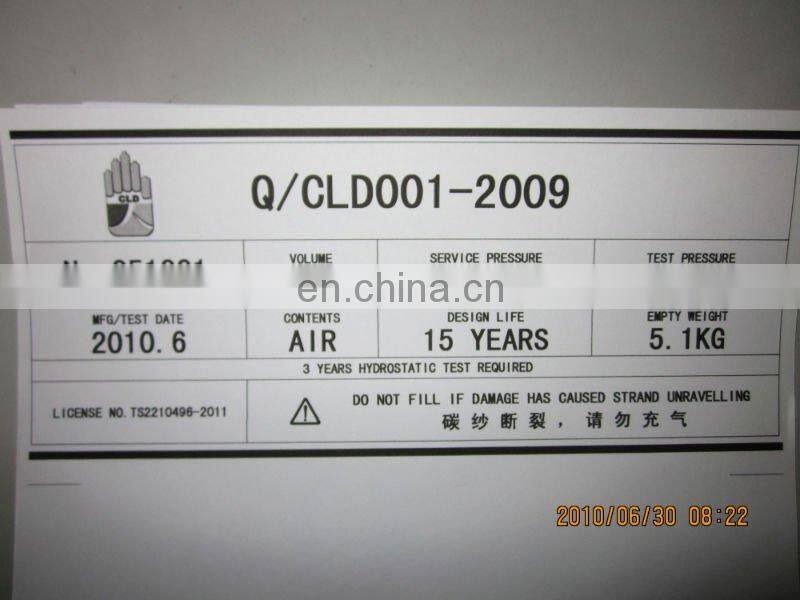 CLD
Q/CLD001-2009
VOLUME
SERVICE PRESSURE
TEST PRESSURE
en.china.cn
MFG/TEST DATE
2010.6
CONTENTS
AIR
DESIGN LIFE
15 YEARS
EMPTY WEIGHT
5.1KG
3 YEARS HYDROSTATIC TEST REQUIRED
LICENSE NO. TS2210496-2011
DO NOT FILL IF DAMAGE HAS CAUSED STRAND UNRAVELLING
碳纱断裂，请勿充气
2010/06/30 08:22